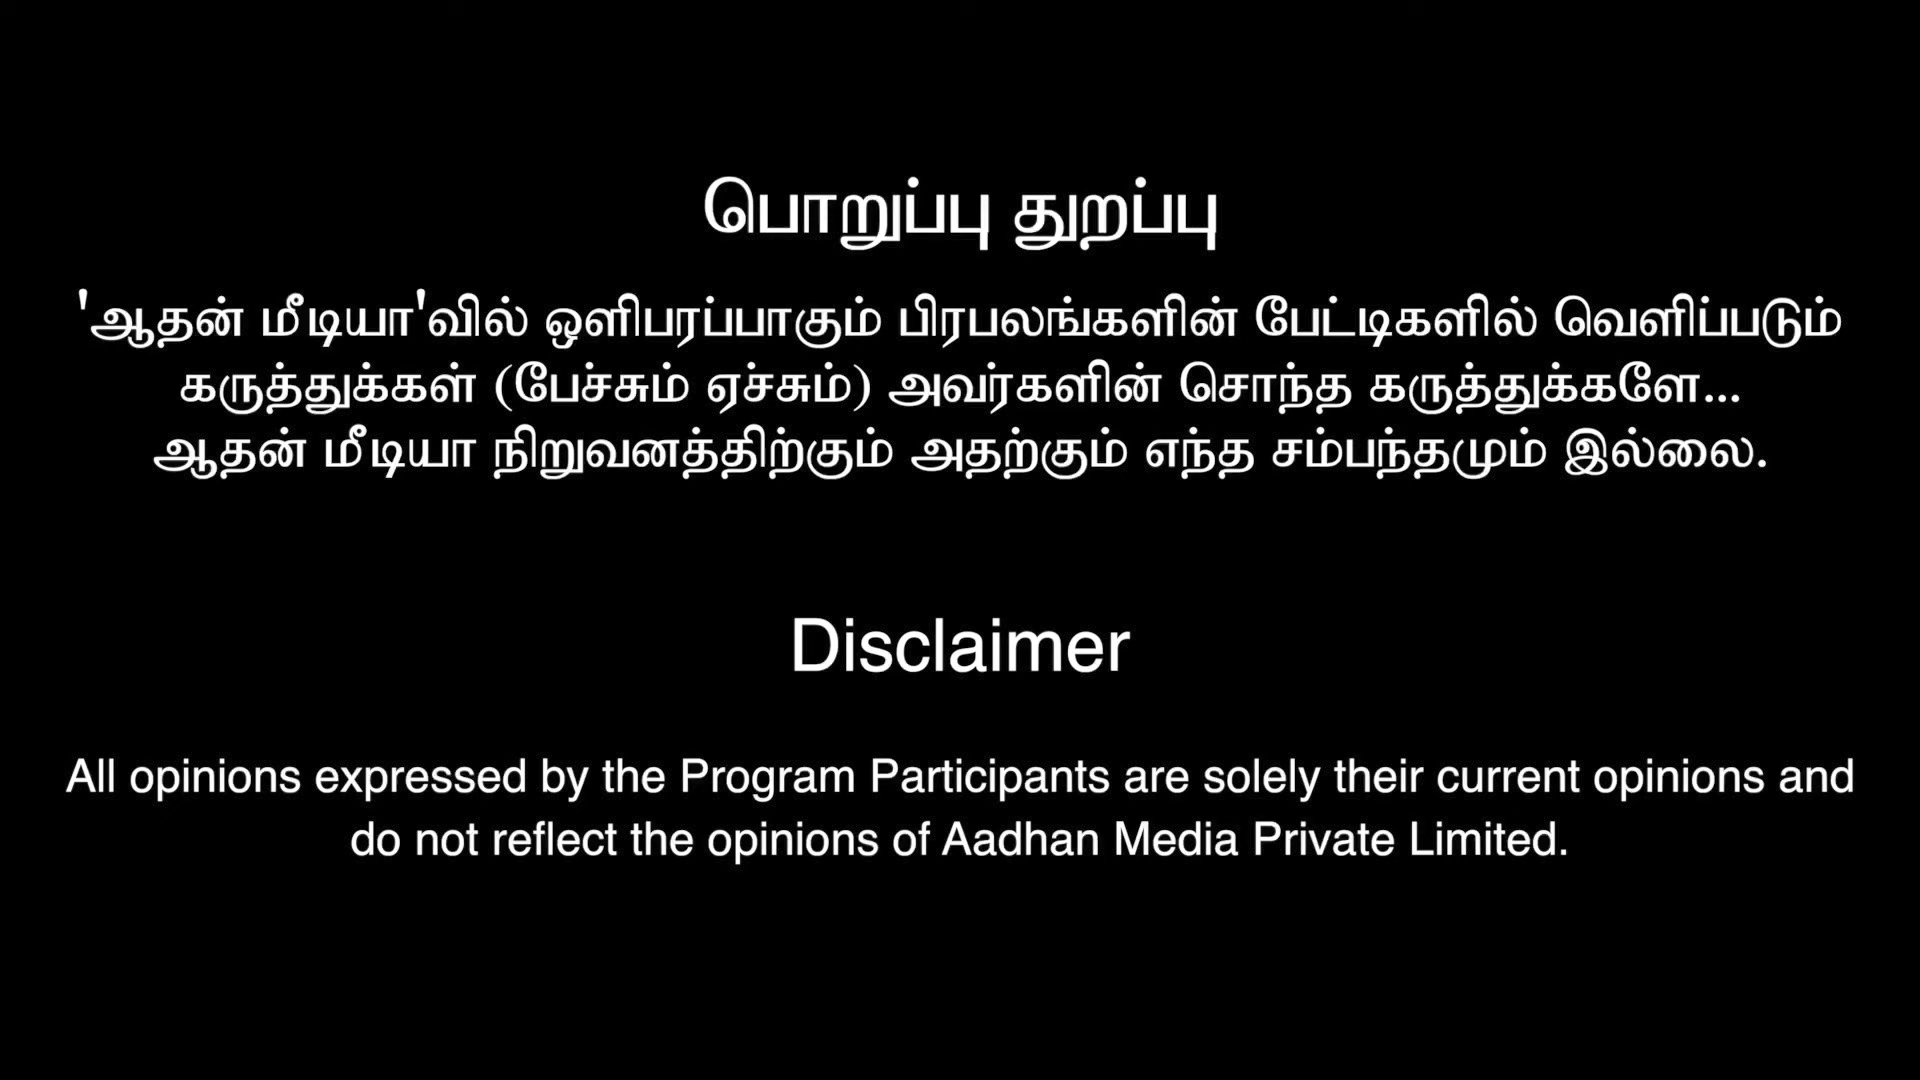 பொறுப்பு துறப்பு
'ஆதன் மீடியா'வில் ஒளிபரப்பாகும் பிரபலங்களின் பேட்டிகளில் வெளிப்படும்
கருத்துக்கள் (பேச்சும் ஏச்சும்) அவர்களின் சொந்த கருத்துக்களே...
ஆதன் மீடியா நிறுவனத்திற்கும் அதற்கும் எந்த சம்பந்தமும் இல்லை.
Disclaimer
All opinions expressed by the Program Participants are solely their current opinions and
do not reflect the opinions of Aadhan Media Private Limited.